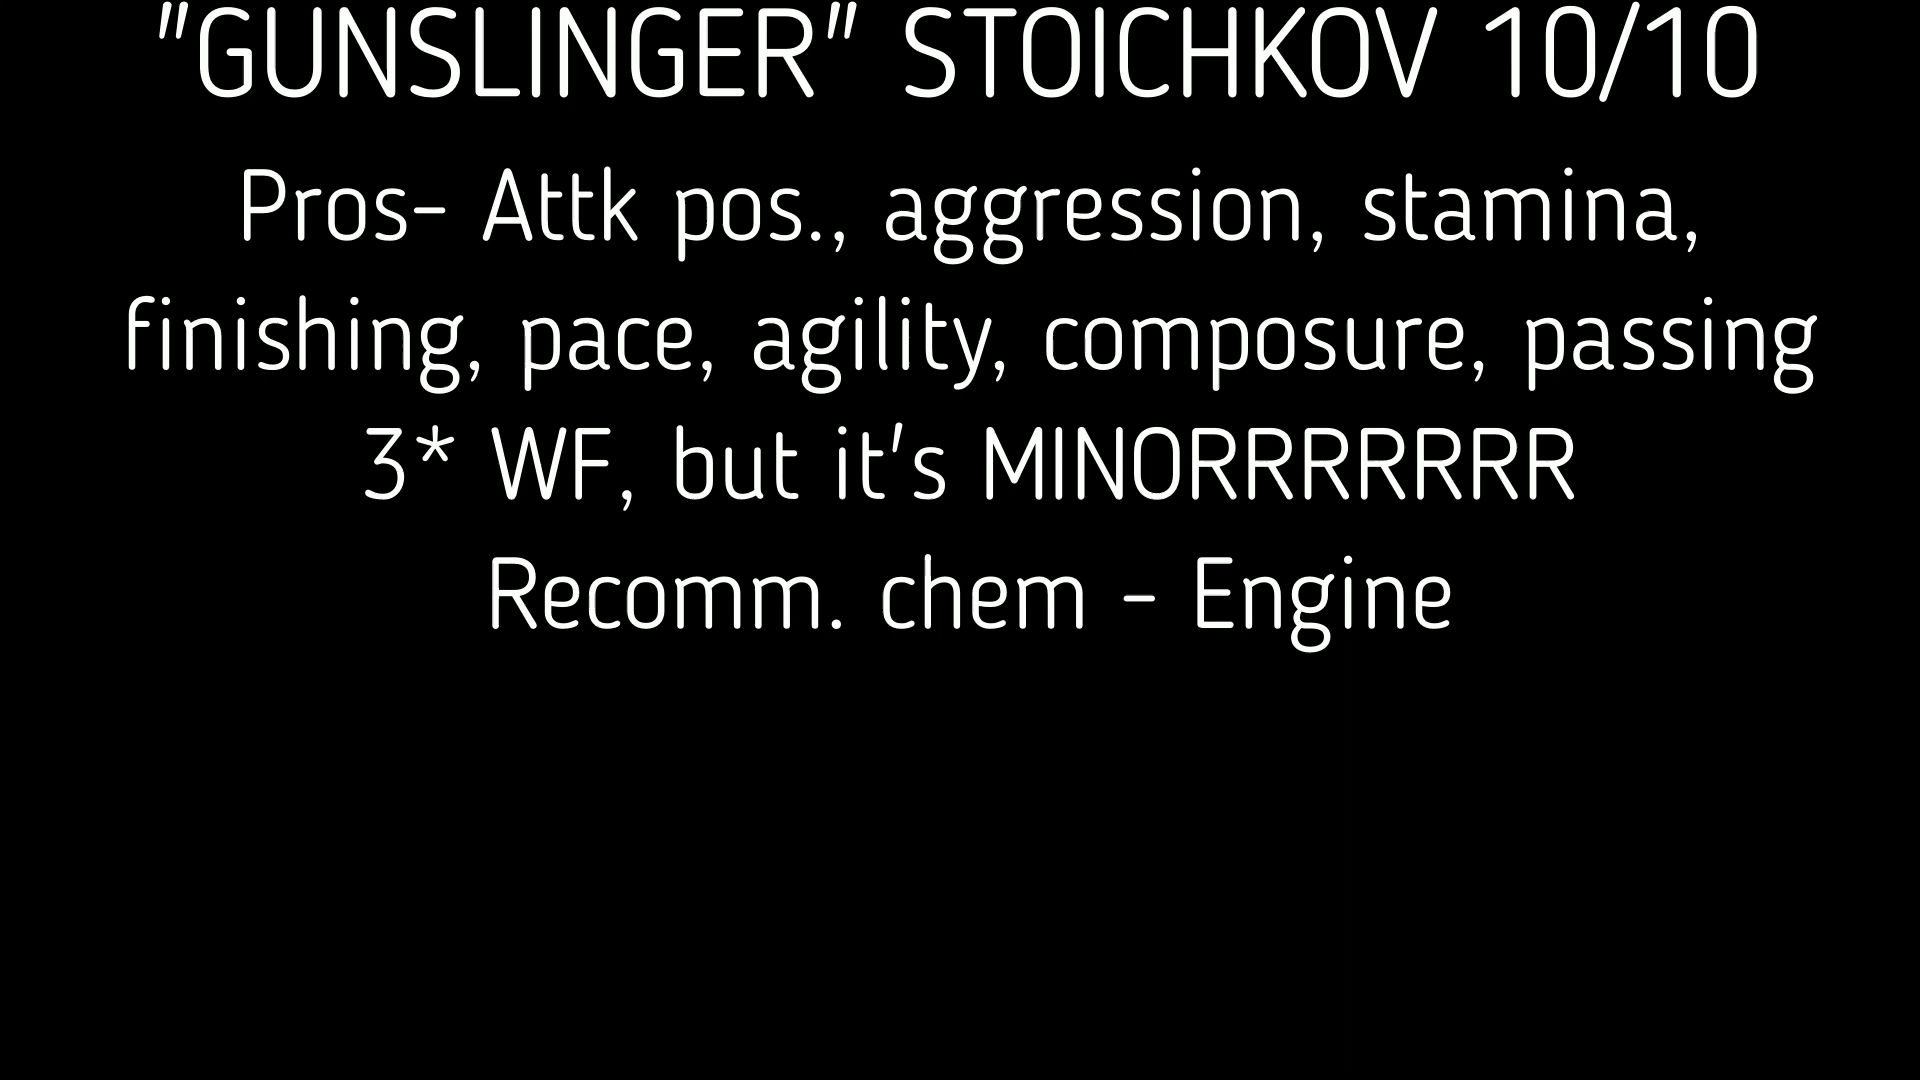 "GUNSLINGER" STOICHKOV 10/10
Pros- Attk pos., aggression, stamina,
finishing, pace, agility, composure, passing
3* WF, but it's MINORRRRRRR
Recomm. chem - Engine